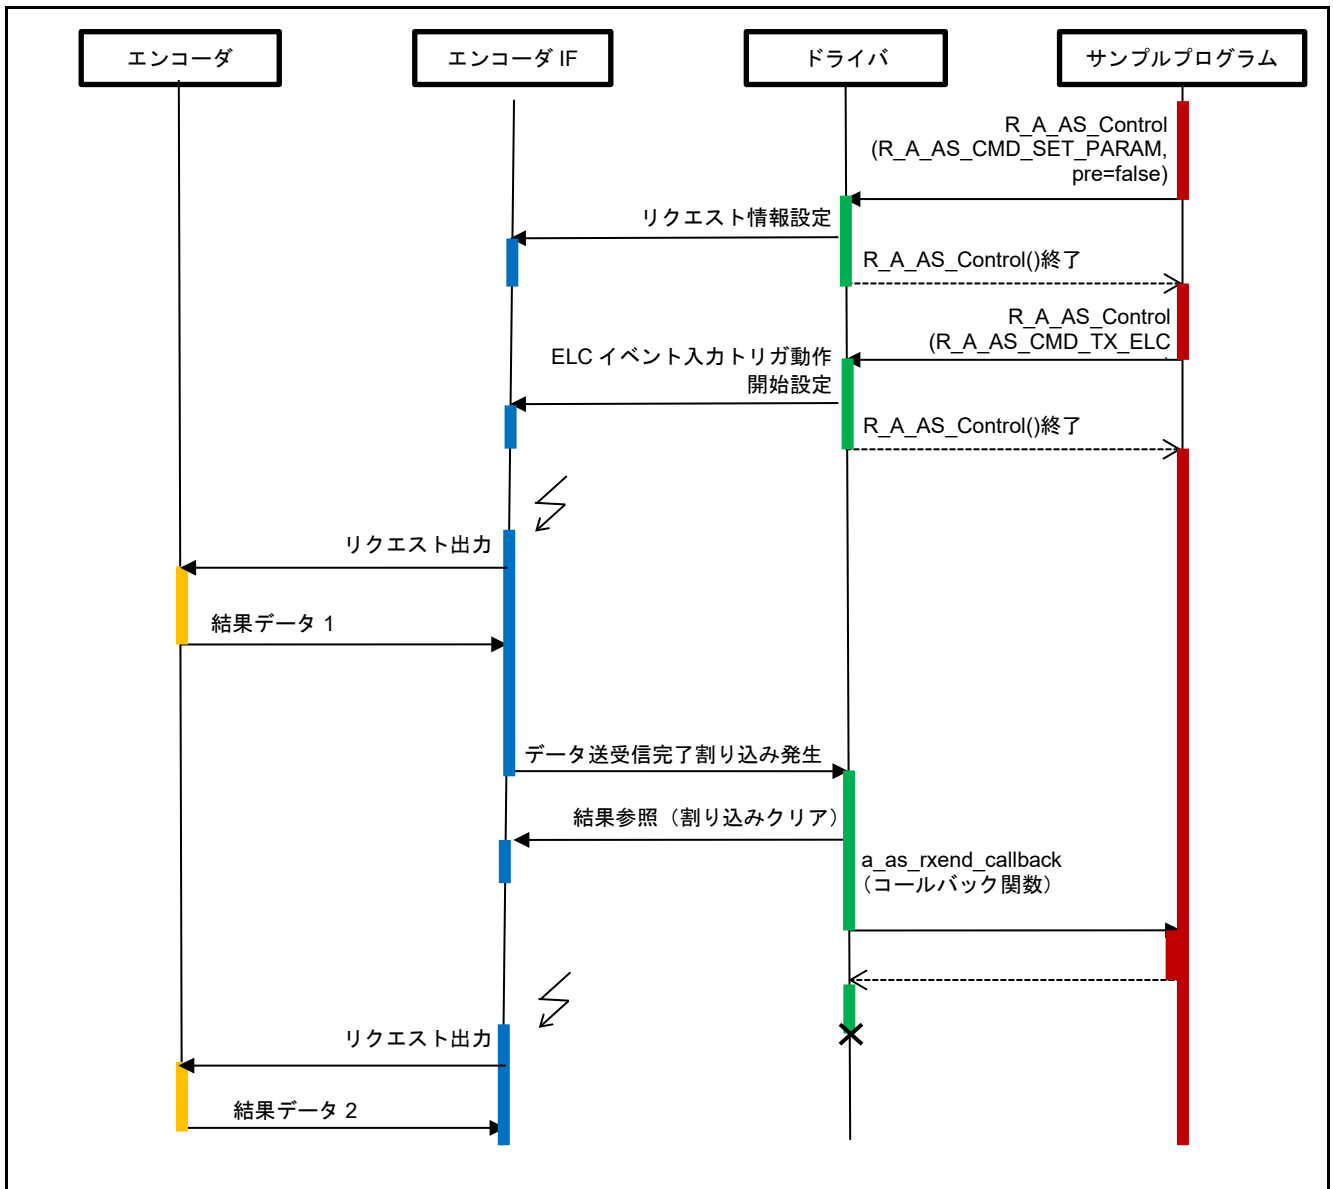 エンコーダ
エンコーダ IF
ドライバ
サンプルプログラム
R_A_AS_Control
(R_A_AS_CMD_SET_PARAM,
pre=false)
リクエスト情報設定
R_A_AS_Control()終了
R_A_AS_Control
(R_A_AS_CMD_TX_ELC
ELC イベント入力トリガ動作
開始設定
R_A_AS_Control()終了
リクエスト出力
結果データ 1
データ送受信完了割り込み発生
結果参照（割り込みクリア）
a_as_rxend_callback
（コールバック関数）
リクエスト出力
結果データ 2